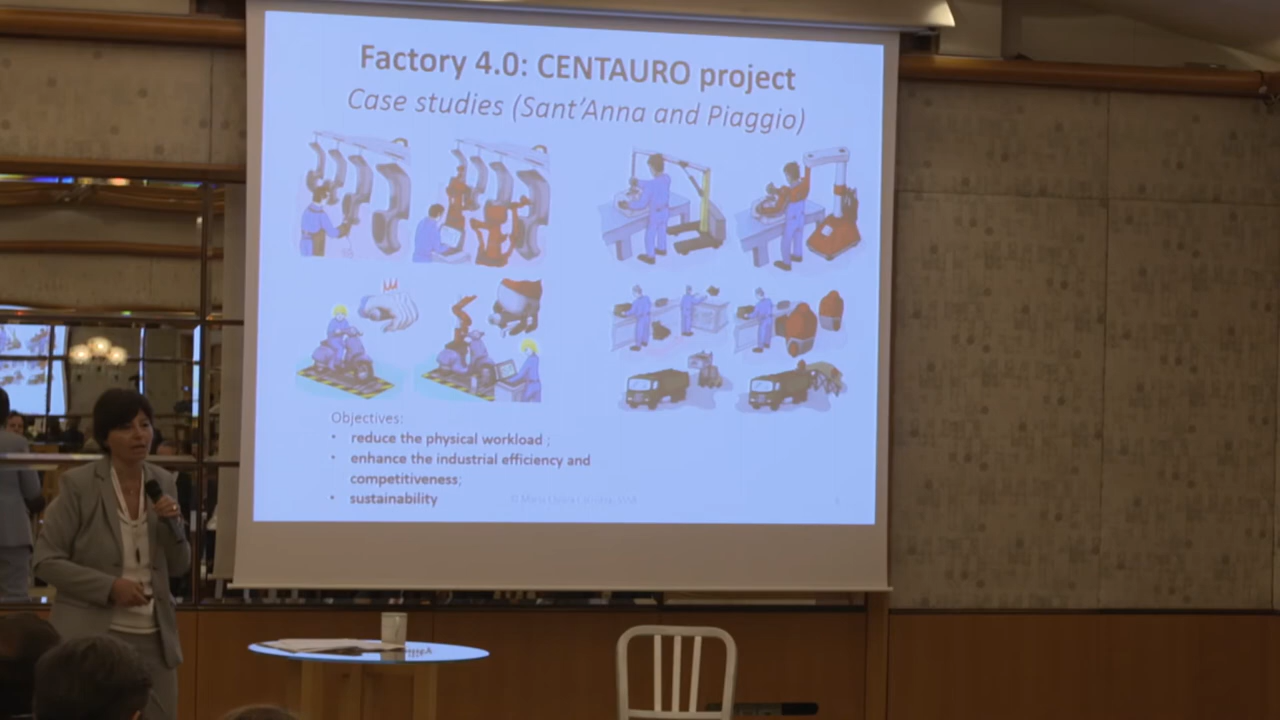 Factory 4.0: CENTAURO project
Case studies (Sant'Anna and Piaggio)
Objectives:
• reduce the physical workload ;
• enhance the industrial efficiency and
competitiveness;
• sustainability